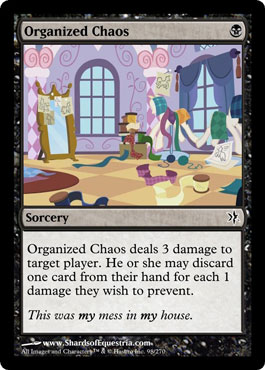 Organized Chaos
Sorcery
Organized Chaos deals 3 damage to
target player. He or she may discard
one card from their hand for each 1
damage they wish to prevent.
This was my mess in my house.
www.ShardsofEquestria.com
All Images and Characters™ & © Hasbro Inc. 98/270